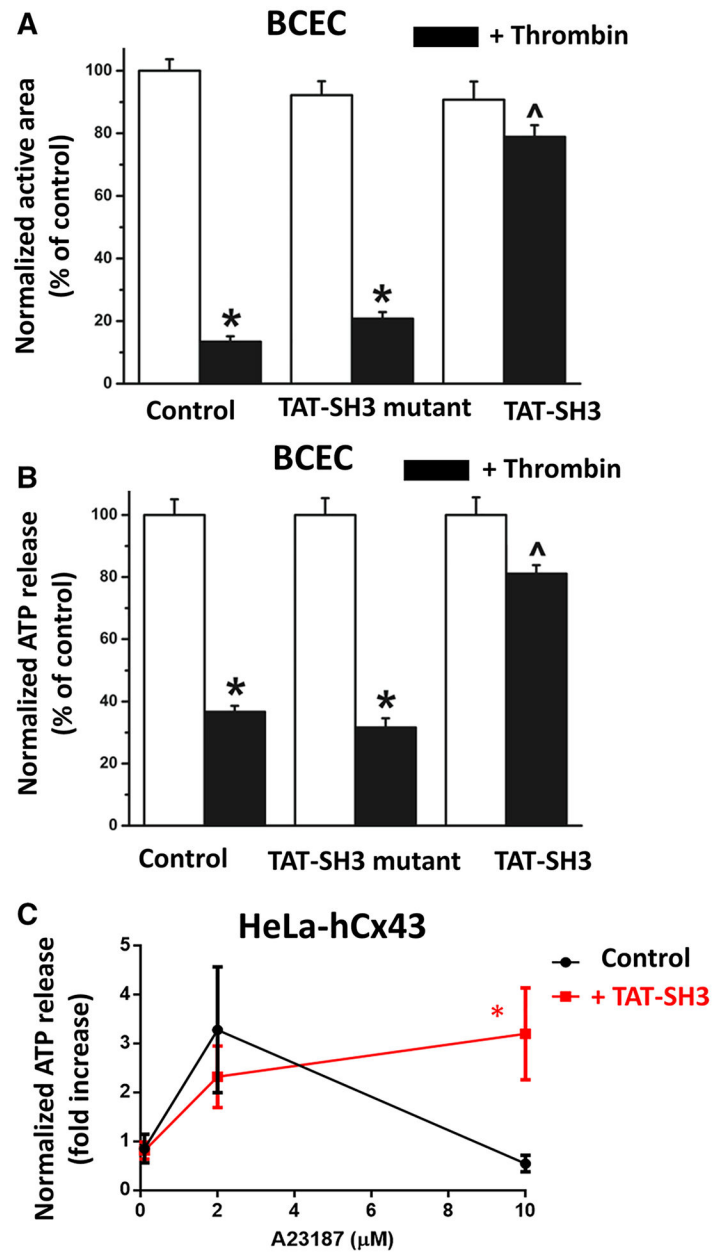 A
BCEC
+ Thrombin
Normalized active area
(% of control)
100
80
60
40
20
0
*
*
^
Control
TAT-SH3 mutant
TAT-SH3
B
BCEC
+ Thrombin
Normalized ATP release
(% of control)
100
80
60
40
20
0
*
*
^
Control
TAT-SH3 mutant
TAT-SH3
C
HeLa-hCx43
Control
+ TAT-SH3
Normalized ATP release
(fold increase)
5
4
3
2
1
0
*
0 2 4 6 8 10
A23187 (μM)